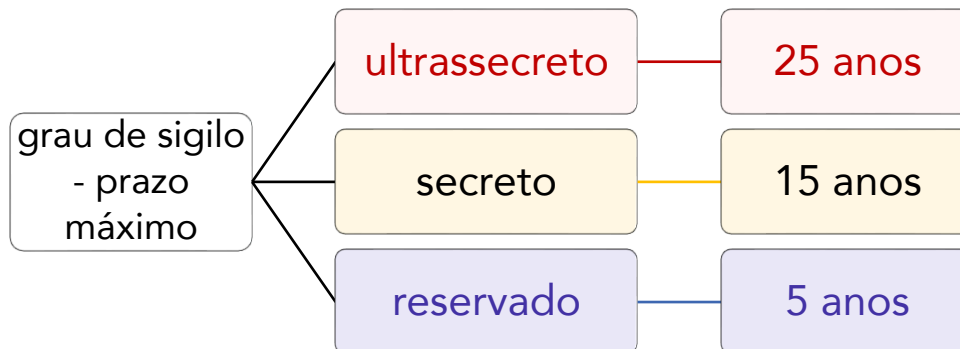 grau de sigilo
- prazo
máximo
ultrassecreto
25 anos
secreto
15 anos
reservado
5 anos